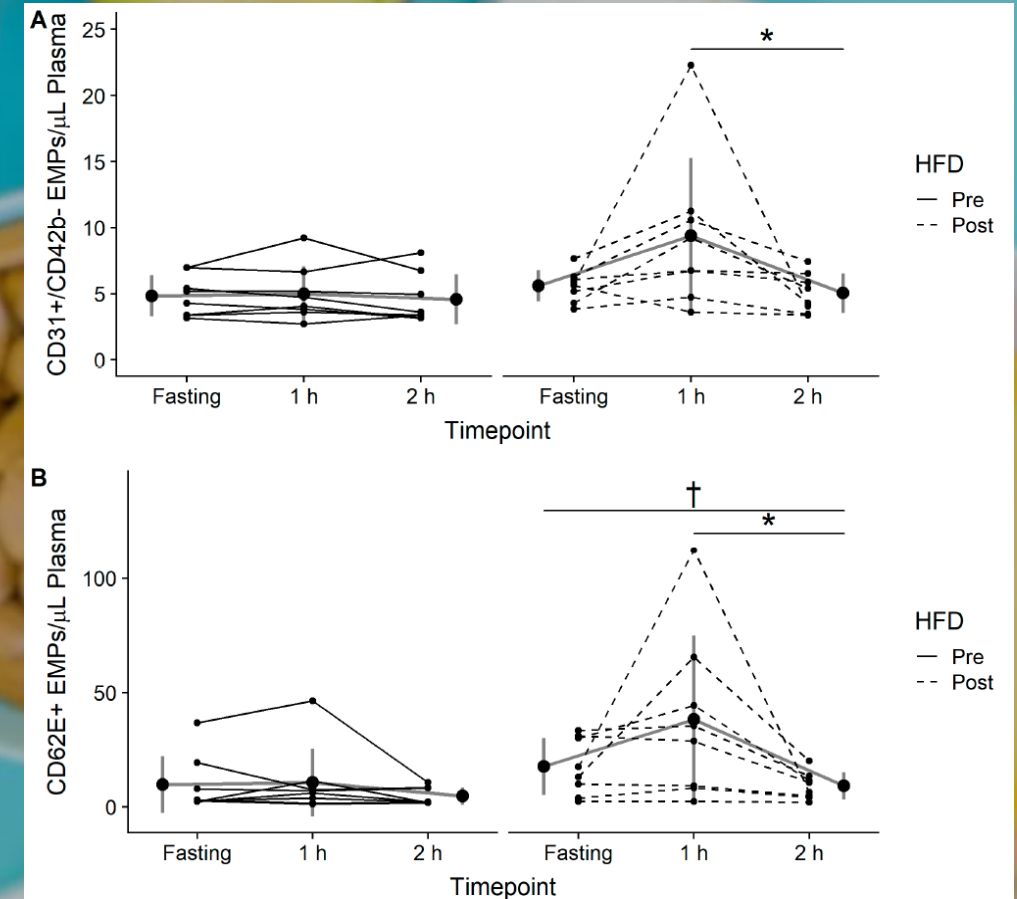 A
CD31+/CD42b- EMPs/μL Plasma
25
20
15
10
5
0
*
Fasting 1 h 2 h Fasting 1 h 2 h
Timepoint
HFD
Pre
Post
B
CD62E+ EMPs/μL Plasma
100
50
0
†
*
Fasting 1 h 2 h Fasting 1 h 2 h
Timepoint
HFD
Pre
Post